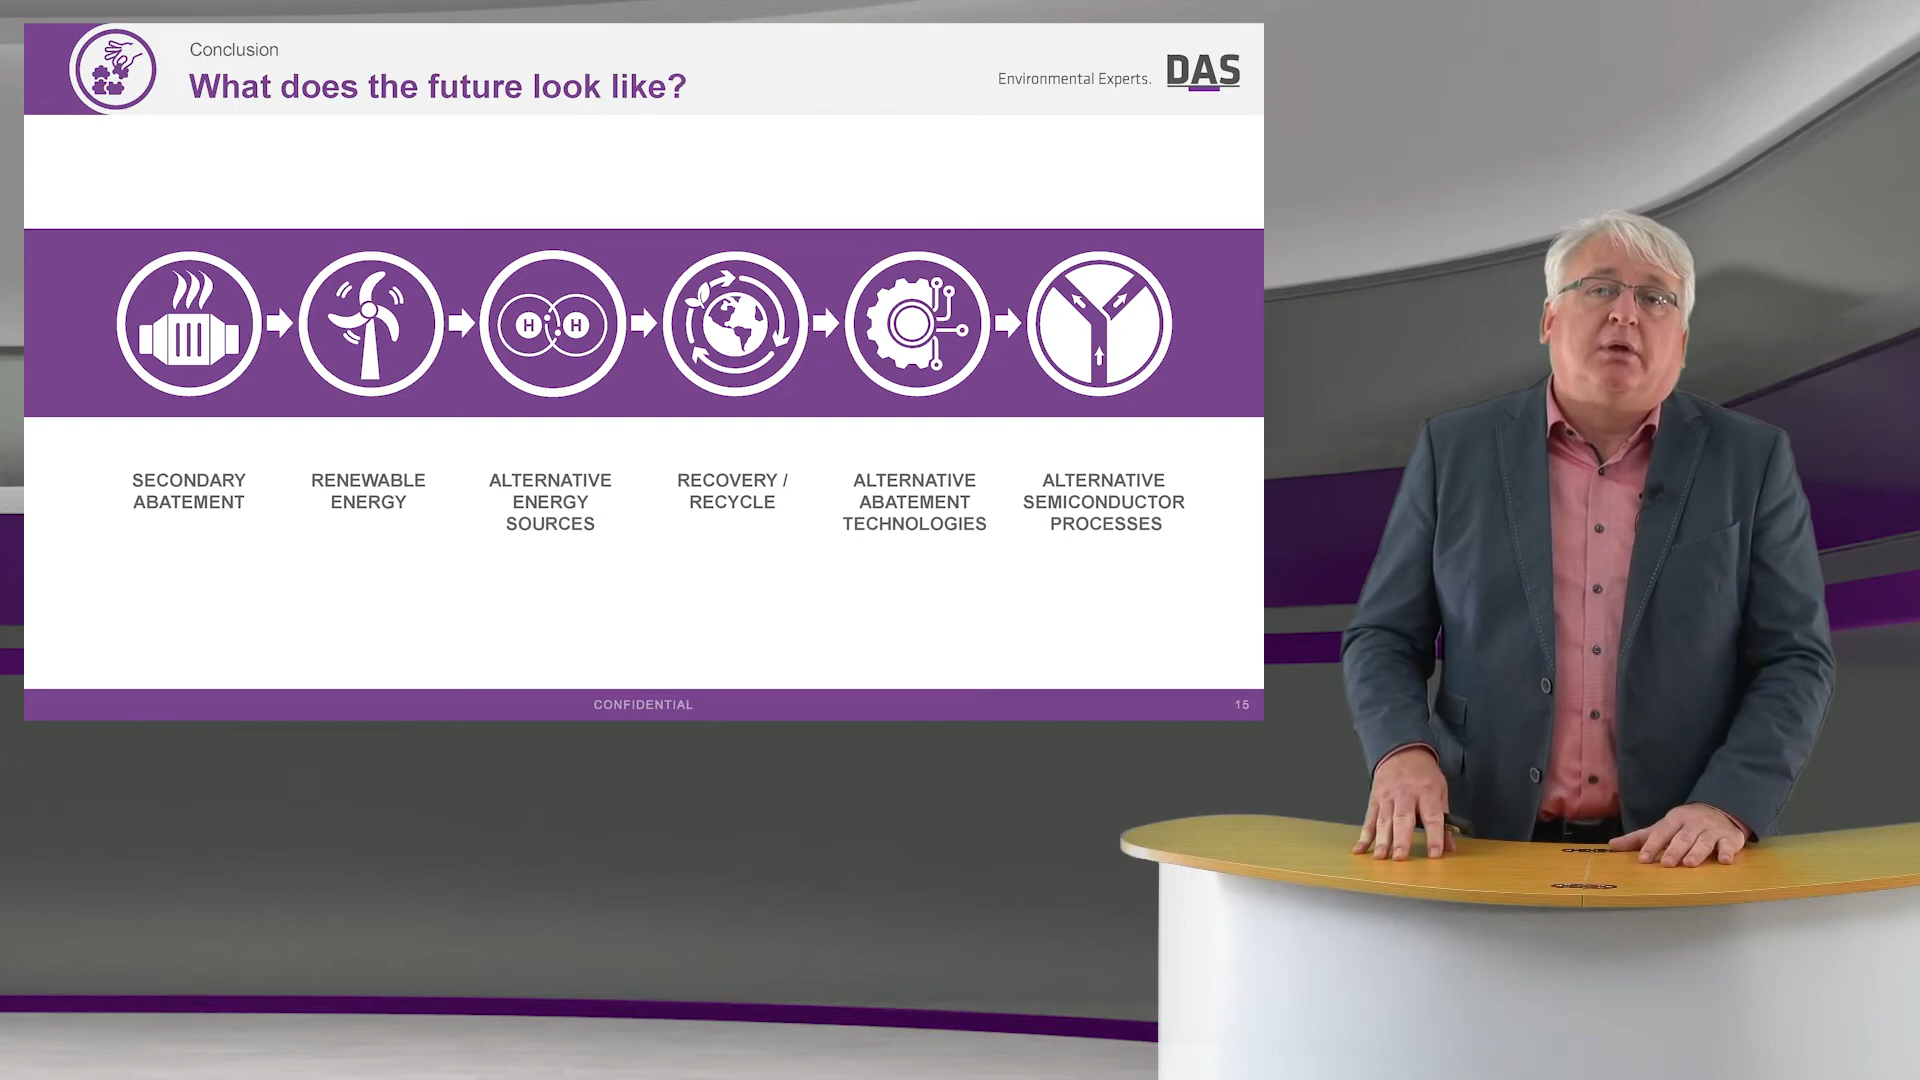 Conclusion
What does the future look like?
Environmental Experts.
DAS
H H
SECONDARY
ABATEMENT
RENEWABLE
ENERGY
ALTERNATIVE
ENERGY
SOURCES
RECOVERY /
RECYCLE
ALTERNATIVE
ABATEMENT
TECHNOLOGIES
ALTERNATIVE
SEMICONDUCTOR
PROCESSES
CONFIDENTIAL
15